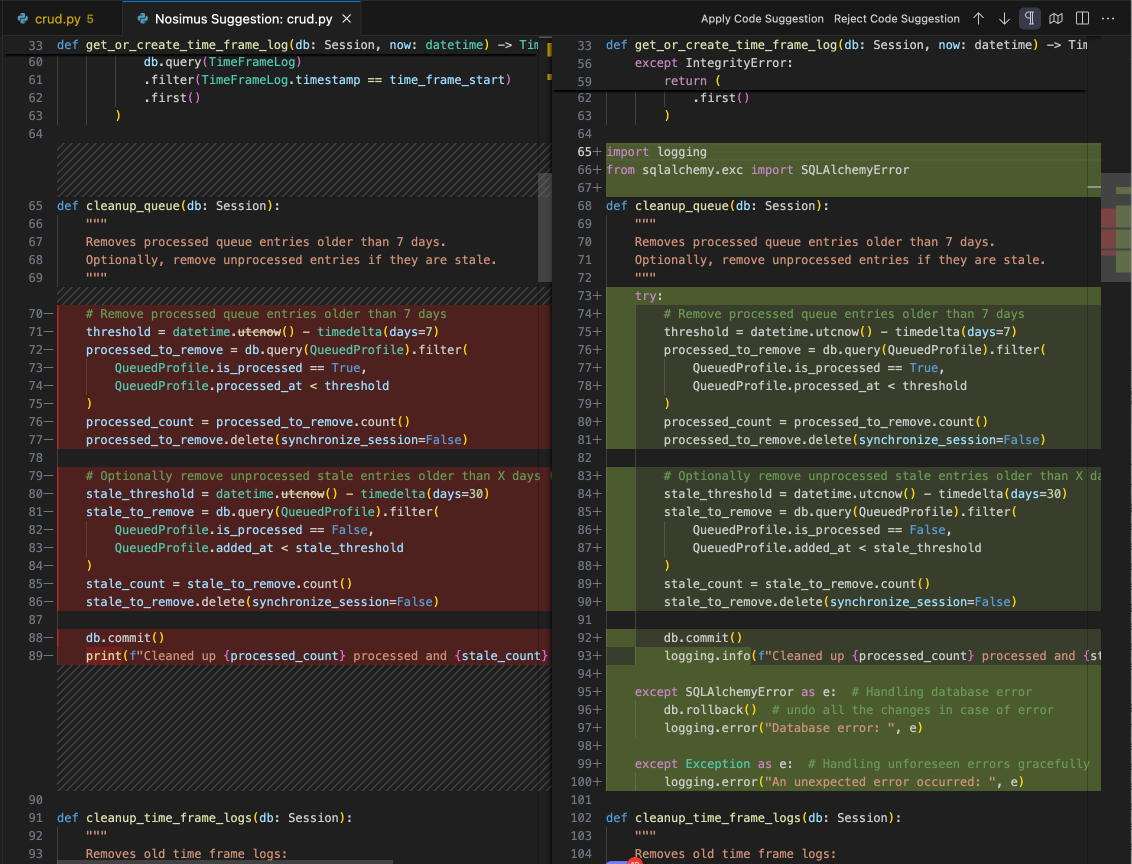 crud.py 5
Nosimus Suggestion: crud.py
Apply Code Suggestion Reject Code Suggestion
33 def get_or_create_time_frame_log(db: Session, now: datetime) -> Tim
60 db.query(TimeFrameLog)
61 .filter(TimeFrameLog.timestamp == time_frame_start)
62 .first()
63 )
64
65 def cleanup_queue(db: Session):
66 """
67 Removes processed queue entries older than 7 days.
68 Optionally, remove unprocessed entries if they are stale.
69 """
70— # Remove processed queue entries older than 7 days
71— threshold = datetime.utcnow() - timedelta(days=7)
72— processed_to_remove = db.query(QueuedProfile).filter(
73— QueuedProfile.is_processed == True,
74— QueuedProfile.processed_at < threshold
75— )
76— processed_count = processed_to_remove.count()
77— processed_to_remove.delete(synchronize_session=False)
78
79— # Optionally remove unprocessed stale entries older than X days
80— stale_threshold = datetime.utcnow() - timedelta(days=30)
81— stale_to_remove = db.query(QueuedProfile).filter(
82— QueuedProfile.is_processed == False,
83— QueuedProfile.added_at < stale_threshold
84— )
85— stale_count = stale_to_remove.count()
86— stale_to_remove.delete(synchronize_session=False)
87
88— db.commit()
89— print(f"Cleaned up {processed_count} processed and {stale_count}
90
91 def cleanup_time_frame_logs(db: Session):
92 """
93 Removes old time frame logs:
33 def get_or_create_time_frame_log(db: Session, now: datetime) -> Tim
56 except IntegrityError:
59 return (
62 .first()
63 )
64
65+ import logging
66+ from sqlalchemy.exc import SQLAlchemyError
67+
68 def cleanup_queue(db: Session):
69 """
70 Removes processed queue entries older than 7 days.
71 Optionally, remove unprocessed entries if they are stale.
72 """
73+ try:
74+ # Remove processed queue entries older than 7 days
75+ threshold = datetime.utcnow() - timedelta(days=7)
76+ processed_to_remove = db.query(QueuedProfile).filter(
77+ QueuedProfile.is_processed == True,
78+ QueuedProfile.processed_at < threshold
79+ )
80+ processed_count = processed_to_remove.count()
81+ processed_to_remove.delete(synchronize_session=False)
82
83+ # Optionally remove unprocessed stale entries older than X da
84+ stale_threshold = datetime.utcnow() - timedelta(days=30)
85+ stale_to_remove = db.query(QueuedProfile).filter(
86+ QueuedProfile.is_processed == False,
87+ QueuedProfile.added_at < stale_threshold
88+ )
89+ stale_count = stale_to_remove.count()
90+ stale_to_remove.delete(synchronize_session=False)
91
92+ db.commit()
93+ logging.info(f"Cleaned up {processed_count} processed and {st
94+
95+ except SQLAlchemyError as e: # Handling database error
96+ db.rollback() # undo all the changes in case of error
97+ logging.error("Database error: ", e)
98+
99+ except Exception as e: # Handling unforeseen errors gracefully
100+ logging.error("An unexpected error occurred: ", e)
101
102 def cleanup_time_frame_logs(db: Session):
103 """
104 Removes old time frame logs: